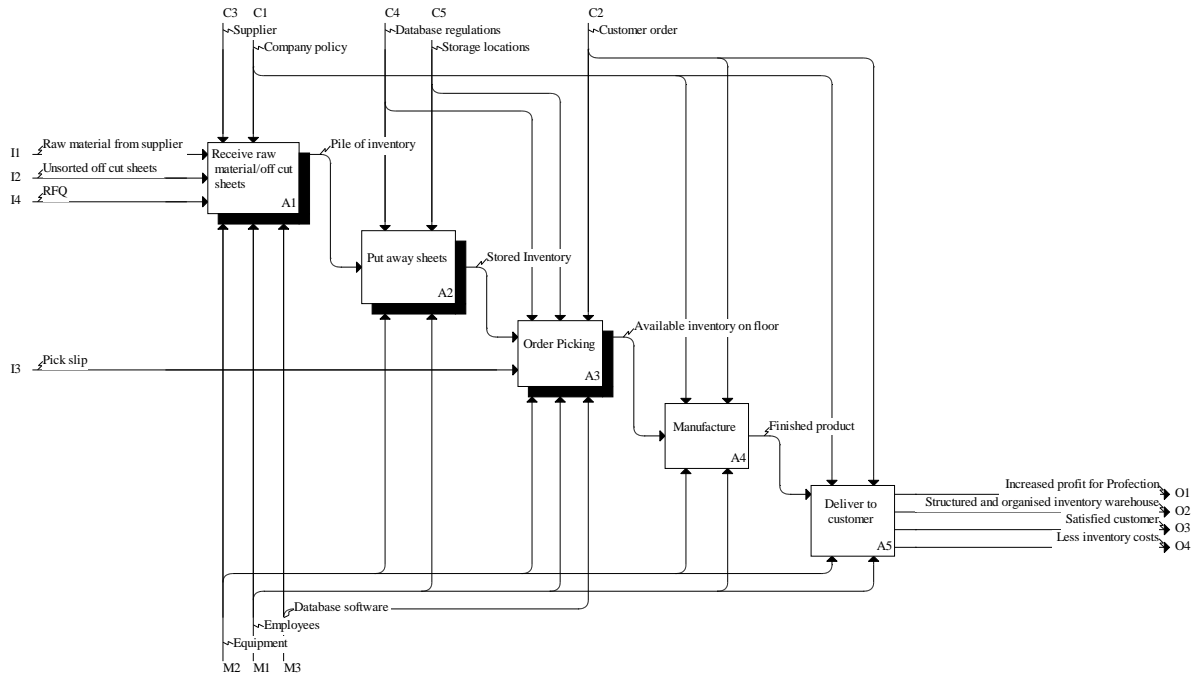 C3
C1
C4
C5
C2
Supplier
Database regulations
Customer order
Company policy
Storage locations
I1
Raw material from supplier
I2
Unsorted off cut sheets
I4
RFQ
Receive raw
material/off cut
sheets
A1
Pile of inventory
Put away sheets
A2
Stored Inventory
I3
Pick slip
Order Picking
A3
Available inventory on floor
Manufacture
A4
Finished product
Deliver to
customer
A5
Increased profit for Profection
O1
Structured and organised inventory warehouse
O2
Satisfied customer
O3
Less inventory costs
O4
Database software
Employees
Equipment
M2
M1
M3